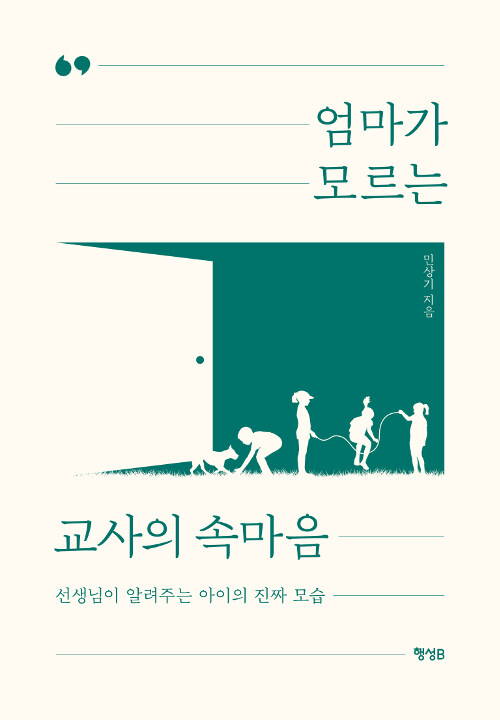 엄마가
모르는
민상기 지음
교사의 속마음
선생님이 알려주는 아이의 진짜 모습
행성B